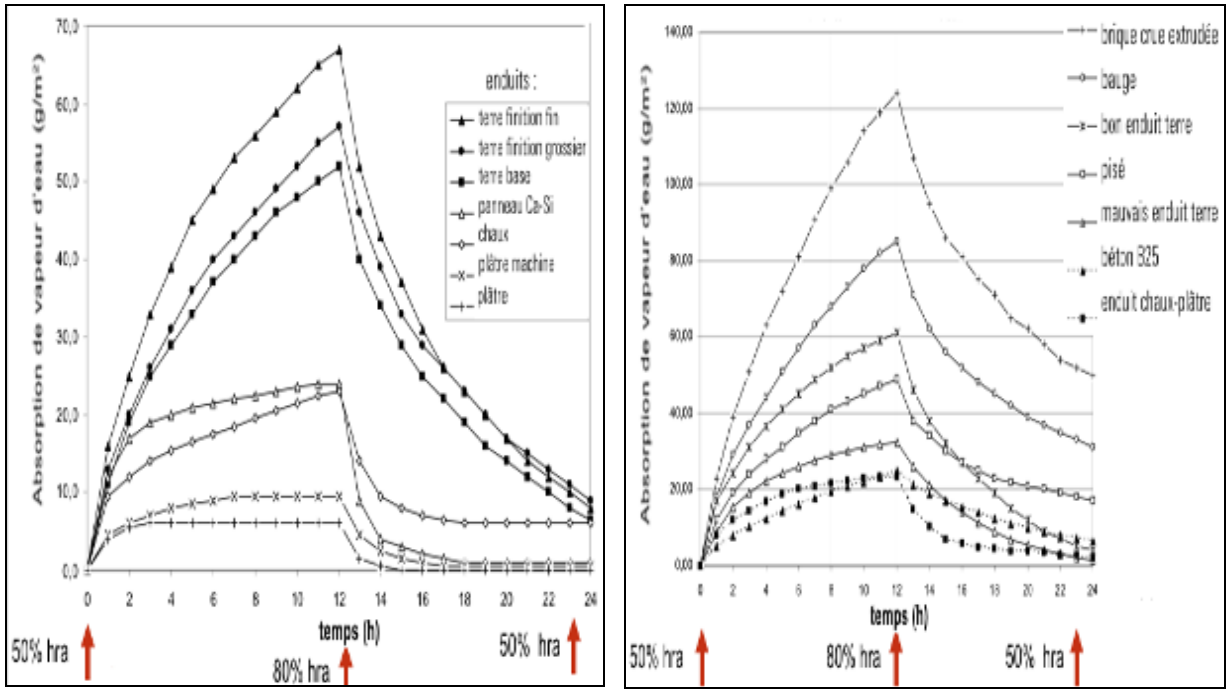 Absorption de vapeur d'eau (g/m²)
70,0
60,0
50,0
40,0
30,0
20,0
10,0
0,0
enduits :
terre finition fin
terre finition grossier
terre base
panneau Ca-Si
chaux
plâtre machine
plâtre
0 2 4 6 8 10 12 14 16 18 20 22 24
temps (h)
50% hra
80% hra
50% hra
Absorption de vapeur d'eau (g/m²)
140,00
120,00
100,00
80,00
60,00
40,00
20,00
0,00
brique crue extrudée
bauge
bon enduit terre
pisé
mauvais enduit terre
béton B25
enduit chaux-plâtre
0 2 4 6 8 10 12 14 16 18 20 22 24
temps (h)
50% hra
80% hra
50% hra